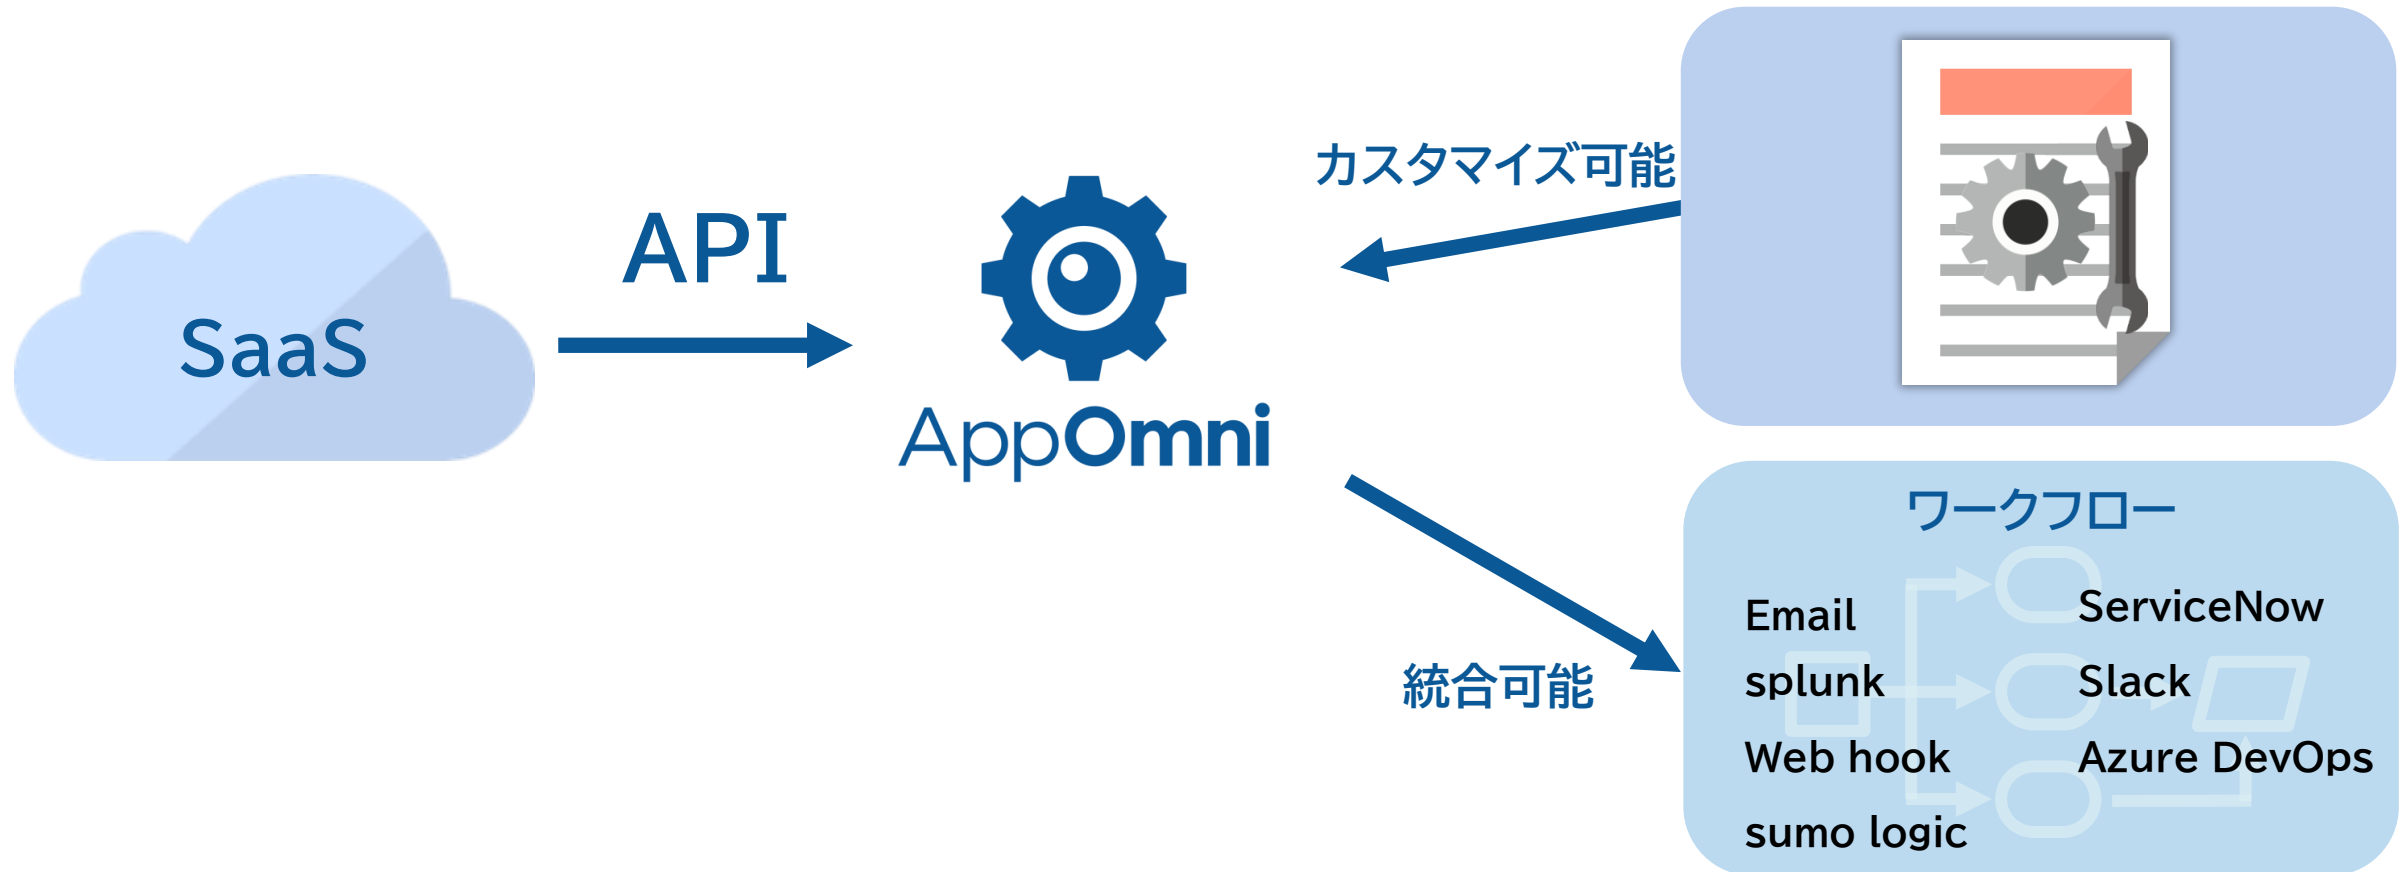 SaaS
API
AppOmni
カスタマイズ可能
統合可能
ワークフロー
Email
splunk
Web hook
sumo logic
ServiceNow
Slack
Azure DevOps